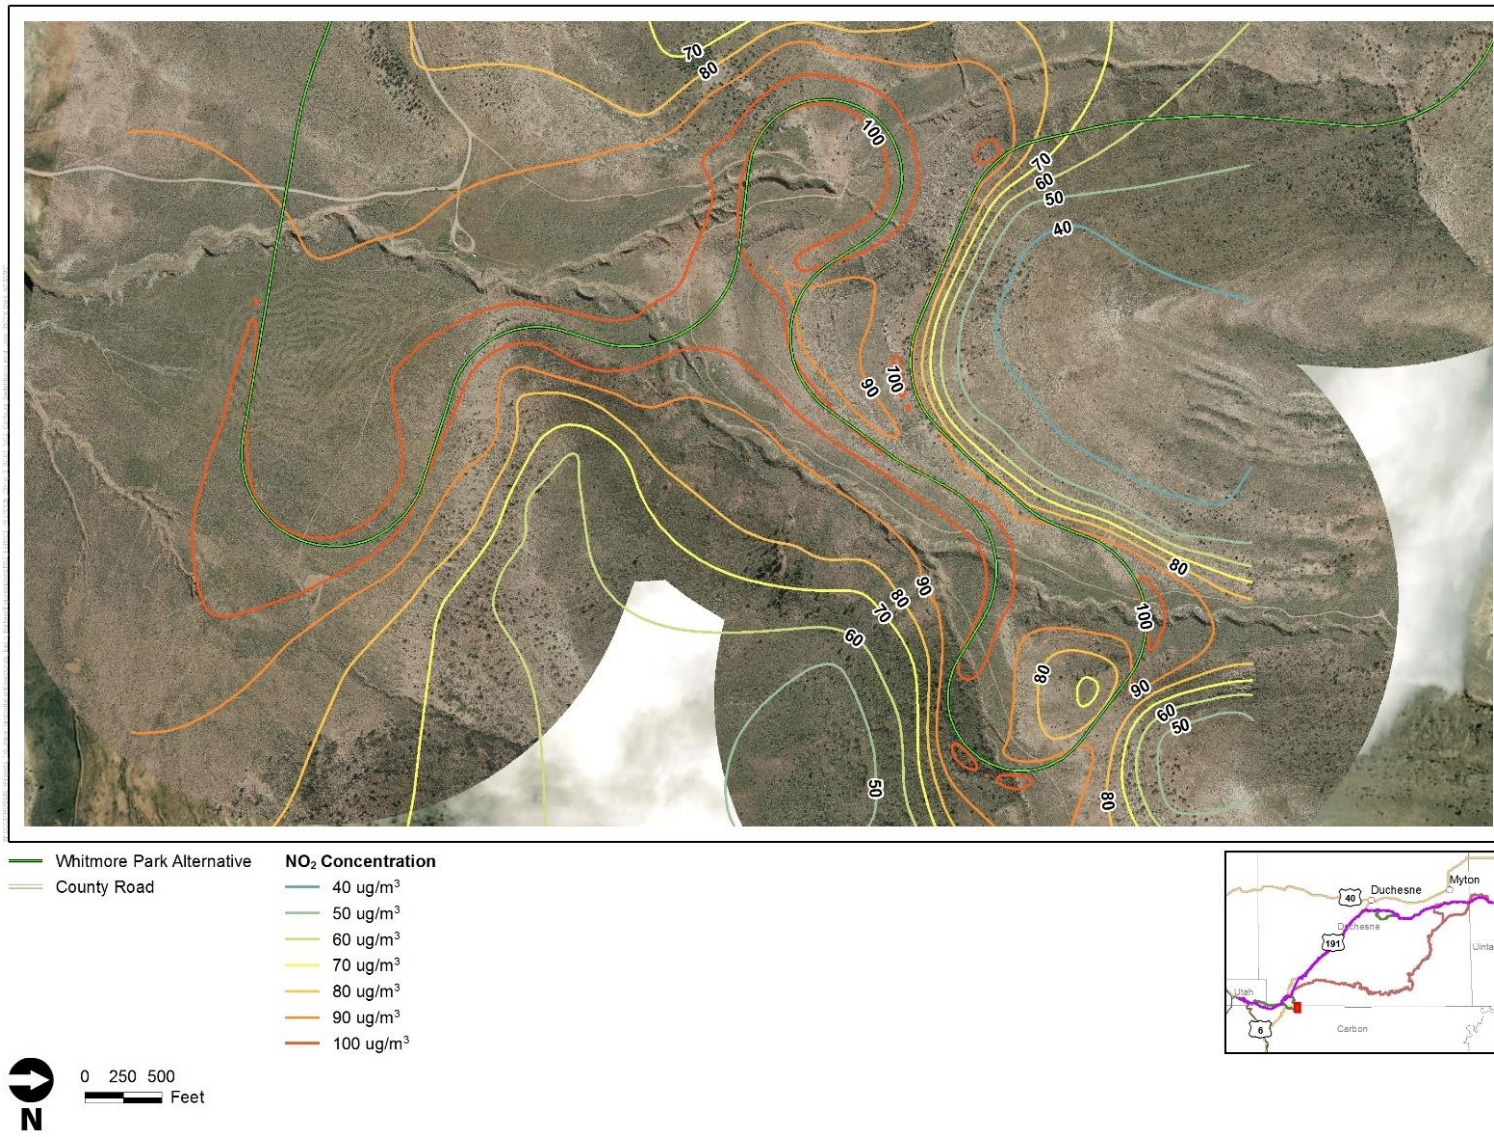 70
80
100
70
60
50
40
90
100
80
90
80
70
60
100
80
90
60
50
50
80
Whitmore Park Alternative
County Road
NO₂ Concentration
40 ug/m³
50 ug/m³
60 ug/m³
70 ug/m³
80 ug/m³
90 ug/m³
100 ug/m³
N
0 250 500
Feet
Myton
Duchesne
40
Duchesne
191
Uinta
Utah
6
Carbon